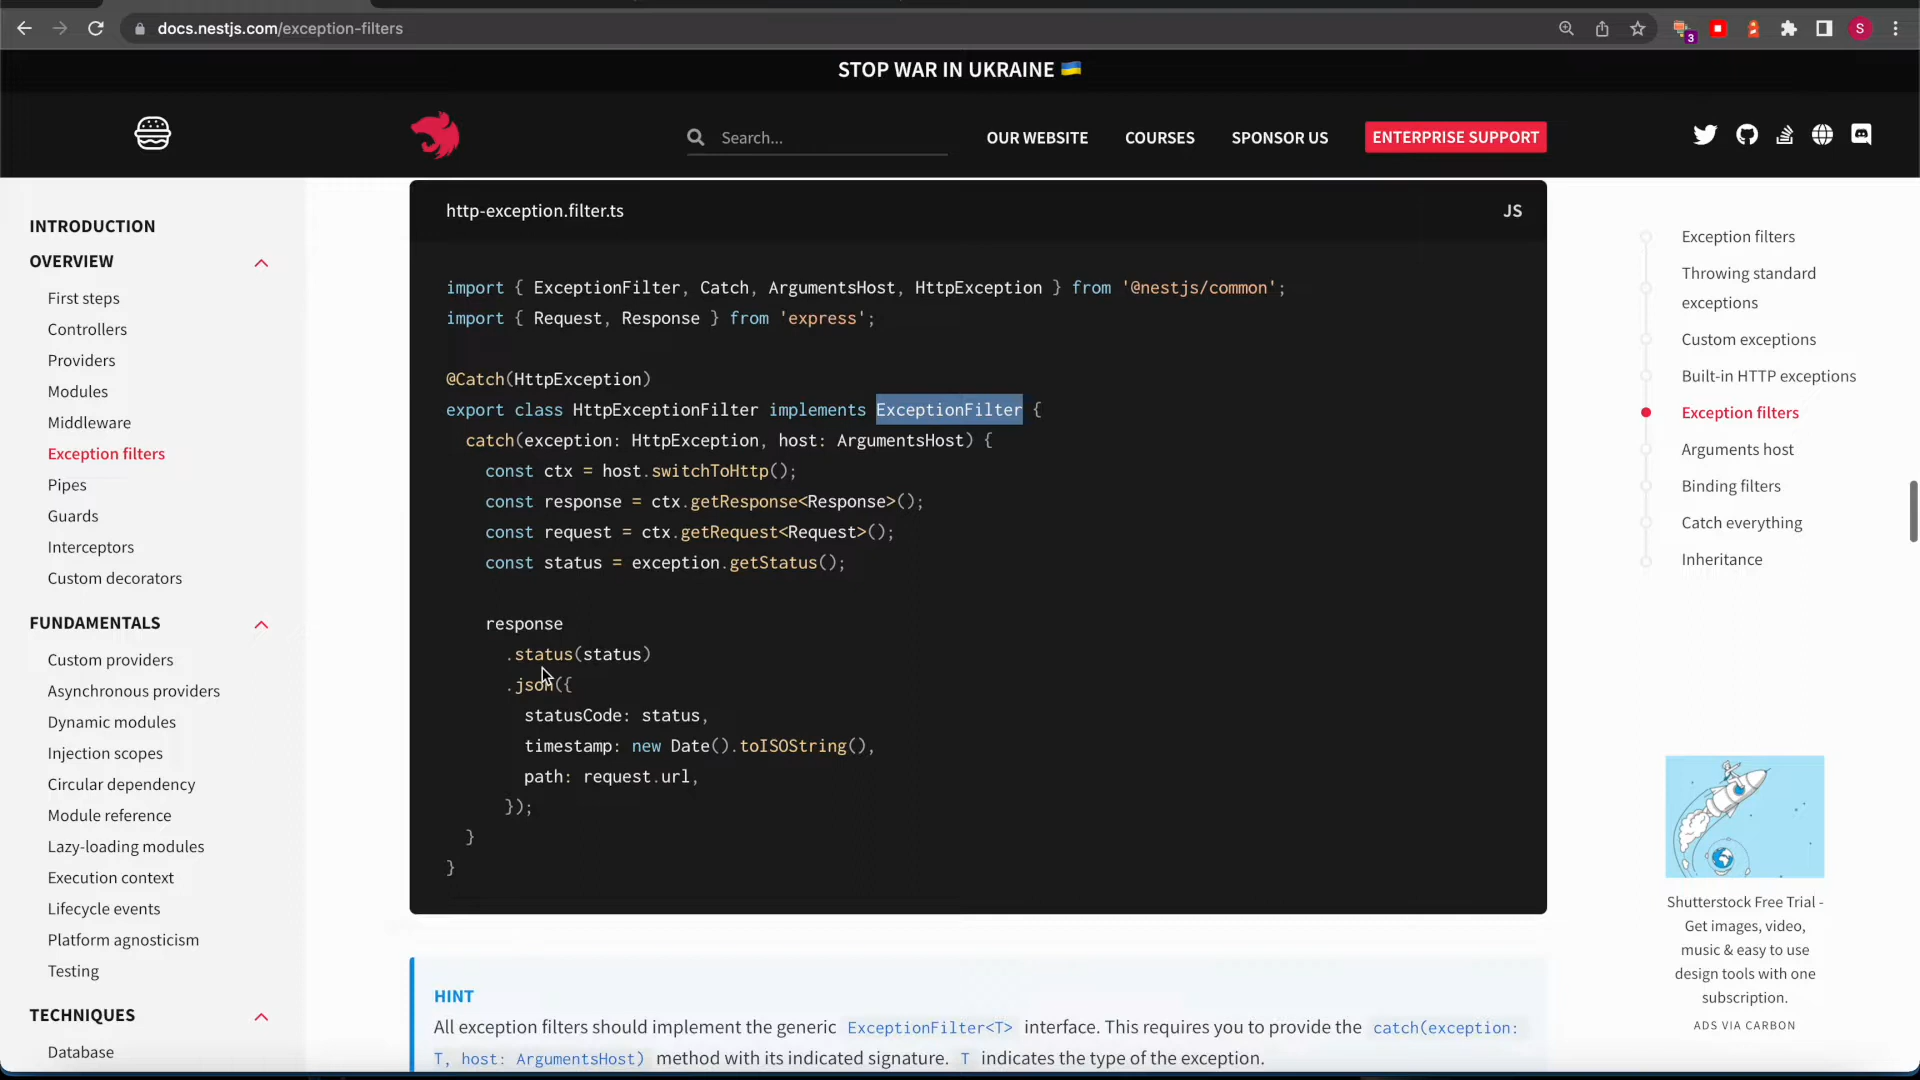 docs.nestjs.com/exception-filters
3
S
STOP WAR IN UKRAINE 🇺🇦
Search...
OUR WEBSITE
COURSES
SPONSOR US
ENTERPRISE SUPPORT
INTRODUCTION
OVERVIEW
First steps
Controllers
Providers
Modules
Middleware
Exception filters
Pipes
Guards
Interceptors
Custom decorators
FUNDAMENTALS
Custom providers
Asynchronous providers
Dynamic modules
Injection scopes
Circular dependency
Module reference
Lazy-loading modules
Execution context
Lifecycle events
Platform agnosticism
Testing
TECHNIQUES
Database
http-exception.filter.ts
JS
import { ExceptionFilter, Catch, ArgumentsHost, HttpException } from '@nestjs/common';
import { Request, Response } from 'express';
@Catch(HttpException)
export class HttpExceptionFilter implements ExceptionFilter {
catch(exception: HttpException, host: ArgumentsHost) {
const ctx = host.switchToHttp();
const response = ctx.getResponse<Response>();
const request = ctx.getRequest<Request>();
const status = exception.getStatus();
response
.status(status)
.json({
statusCode: status,
timestamp: new Date().toISOString(),
path: request.url,
});
}
}
HINT
All exception filters should implement the generic ExceptionFilter<T> interface. This requires you to provide the catch(exception:
T, host: ArgumentsHost) method with its indicated signature. T indicates the type of the exception.
Exception filters
Throwing standard
exceptions
Custom exceptions
Built-in HTTP exceptions
Exception filters
Arguments host
Binding filters
Catch everything
Inheritance
Shutterstock Free Trial -
Get images, video,
music & easy to use
design tools with one
subscription.
ADS VIA CARBON